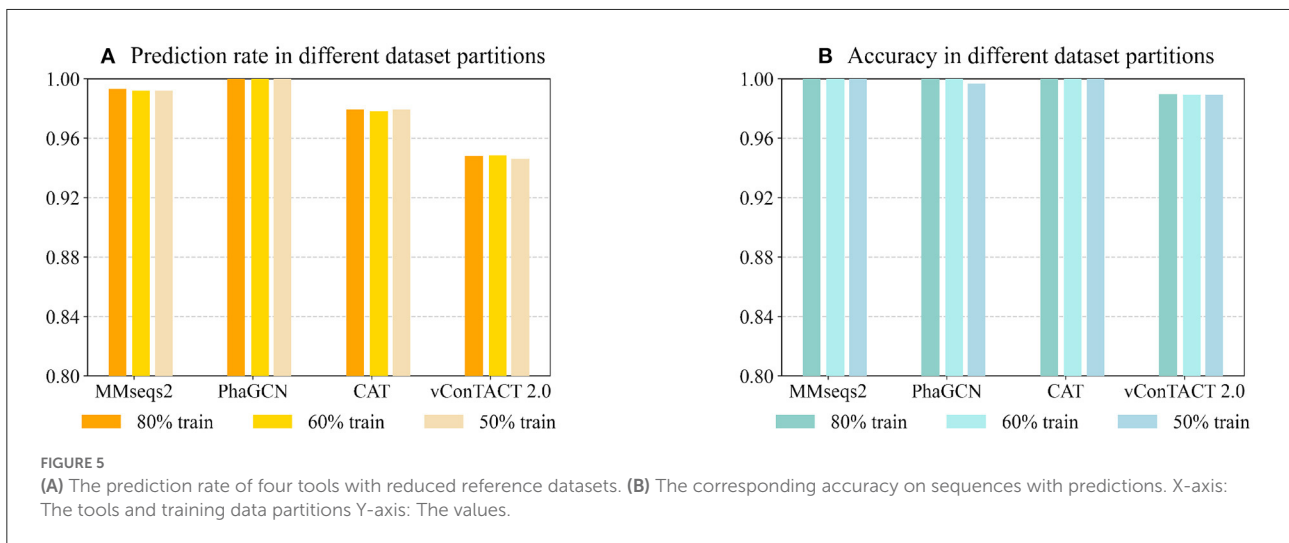 A Prediction rate in different dataset partitions
1.00
0.96
0.92
0.88
0.84
0.80
MMseqs2 PhaGCN CAT vConTACT 2.0
80% train 60% train 50% train
B Accuracy in different dataset partitions
1.00
0.96
0.92
0.88
0.84
0.80
MMseqs2 PhaGCN CAT vConTACT 2.0
80% train 60% train 50% train
FIGURE 5
(A) The prediction rate of four tools with reduced reference datasets. (B) The corresponding accuracy on sequences with predictions. X-axis:
The tools and training data partitions Y-axis: The values.